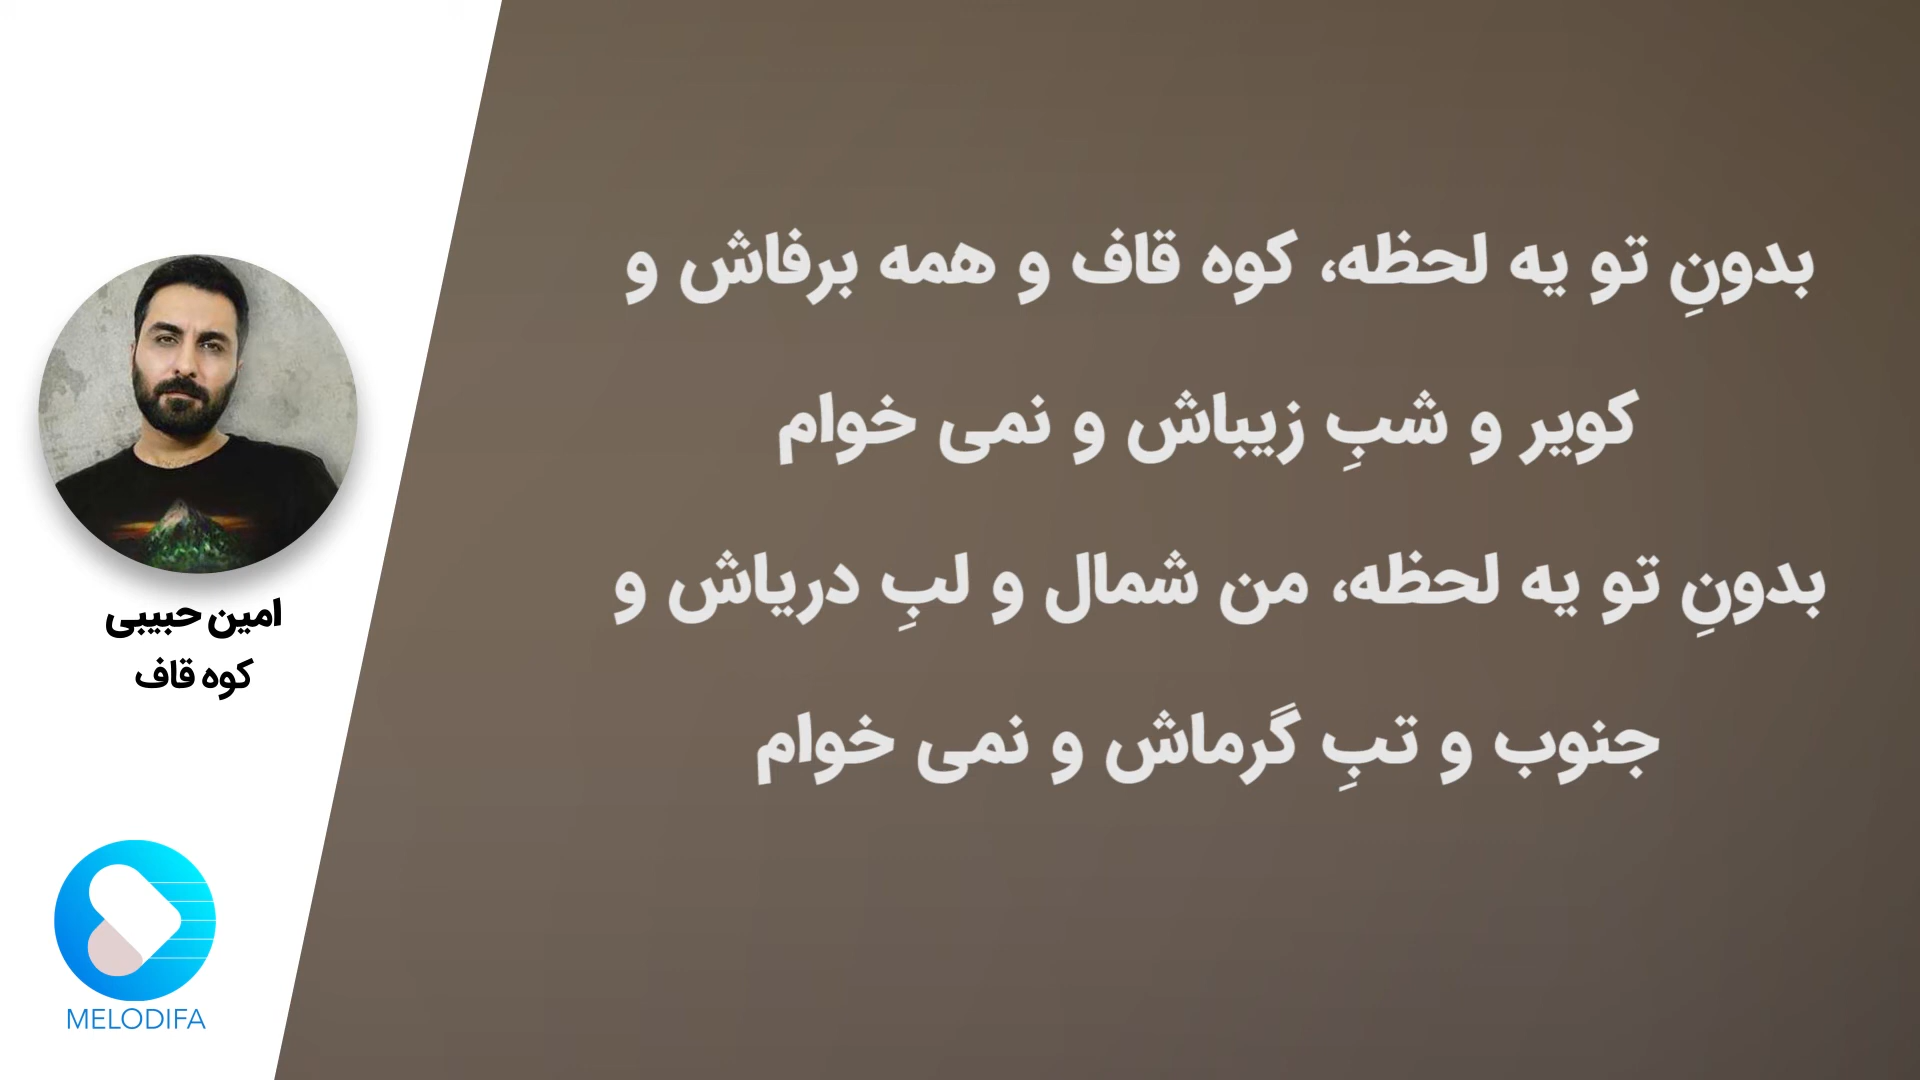 بدونِ تو یه لحظه، کوه قاف و همه برفاش و
کویر و شبِ زیباش و نمی خوام
بدونِ تو یه لحظه، من شمال و لبِ دریاش و
جنوب و تبِ گرماش و نمی خوام
امین حبیبی
کوه قاف
MELODIFA